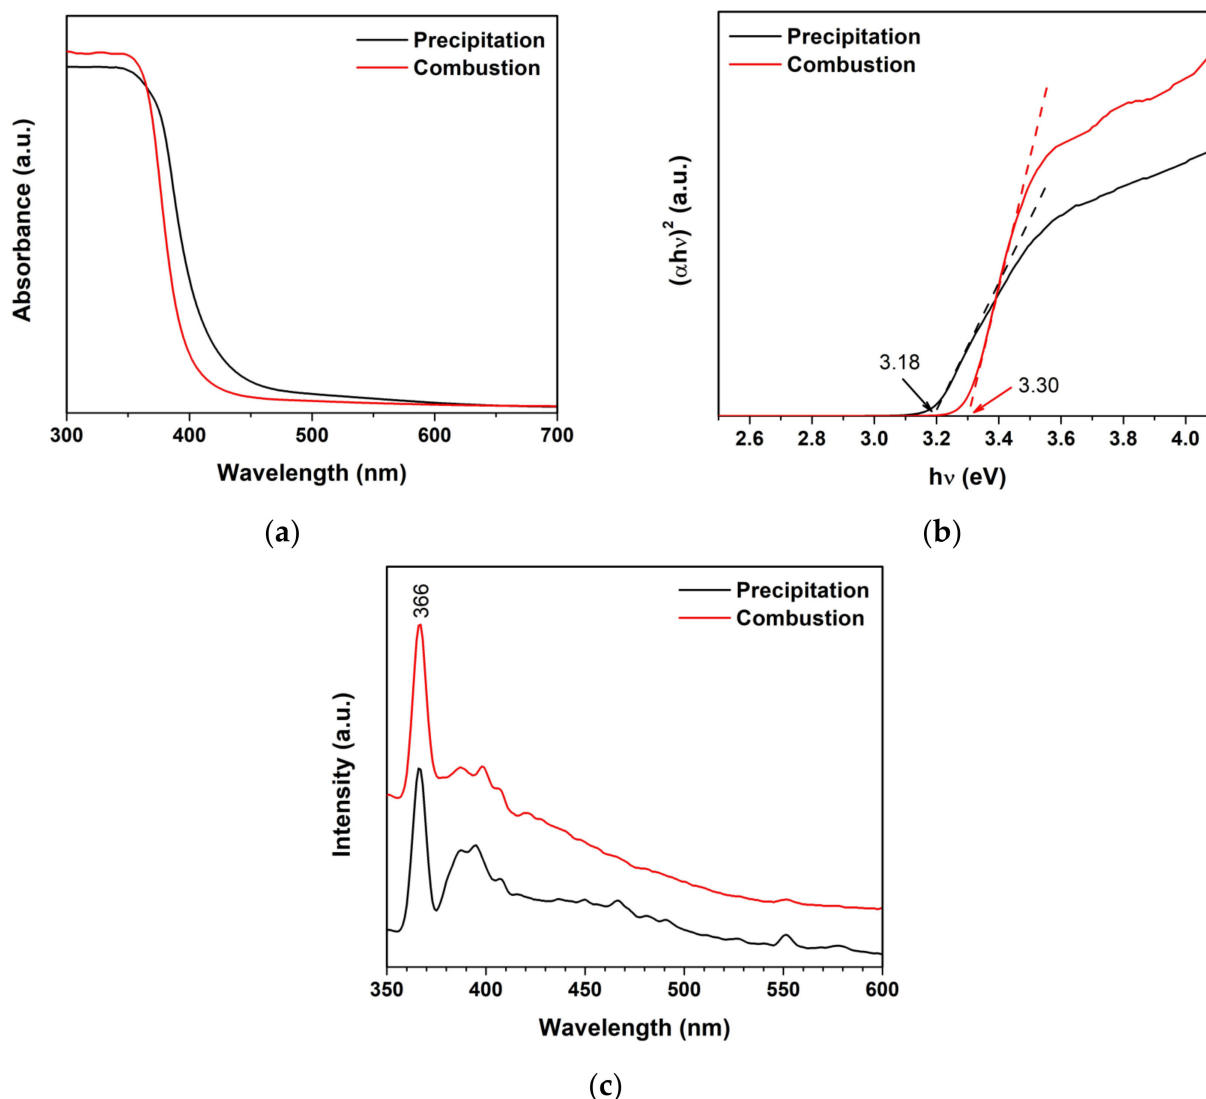 Precipitation
Combustion
Absorbance (a.u.)
300 400 500 600 700
Wavelength (nm)
(a)
Precipitation
Combustion
(αhν)² (a.u.)
3.18
3.30
2.6 2.8 3.0 3.2 3.4 3.6 3.8 4.0
hν (eV)
(b)
366
Precipitation
Combustion
Intensity (a.u.)
350 400 450 500 550 600
Wavelength (nm)
(c)